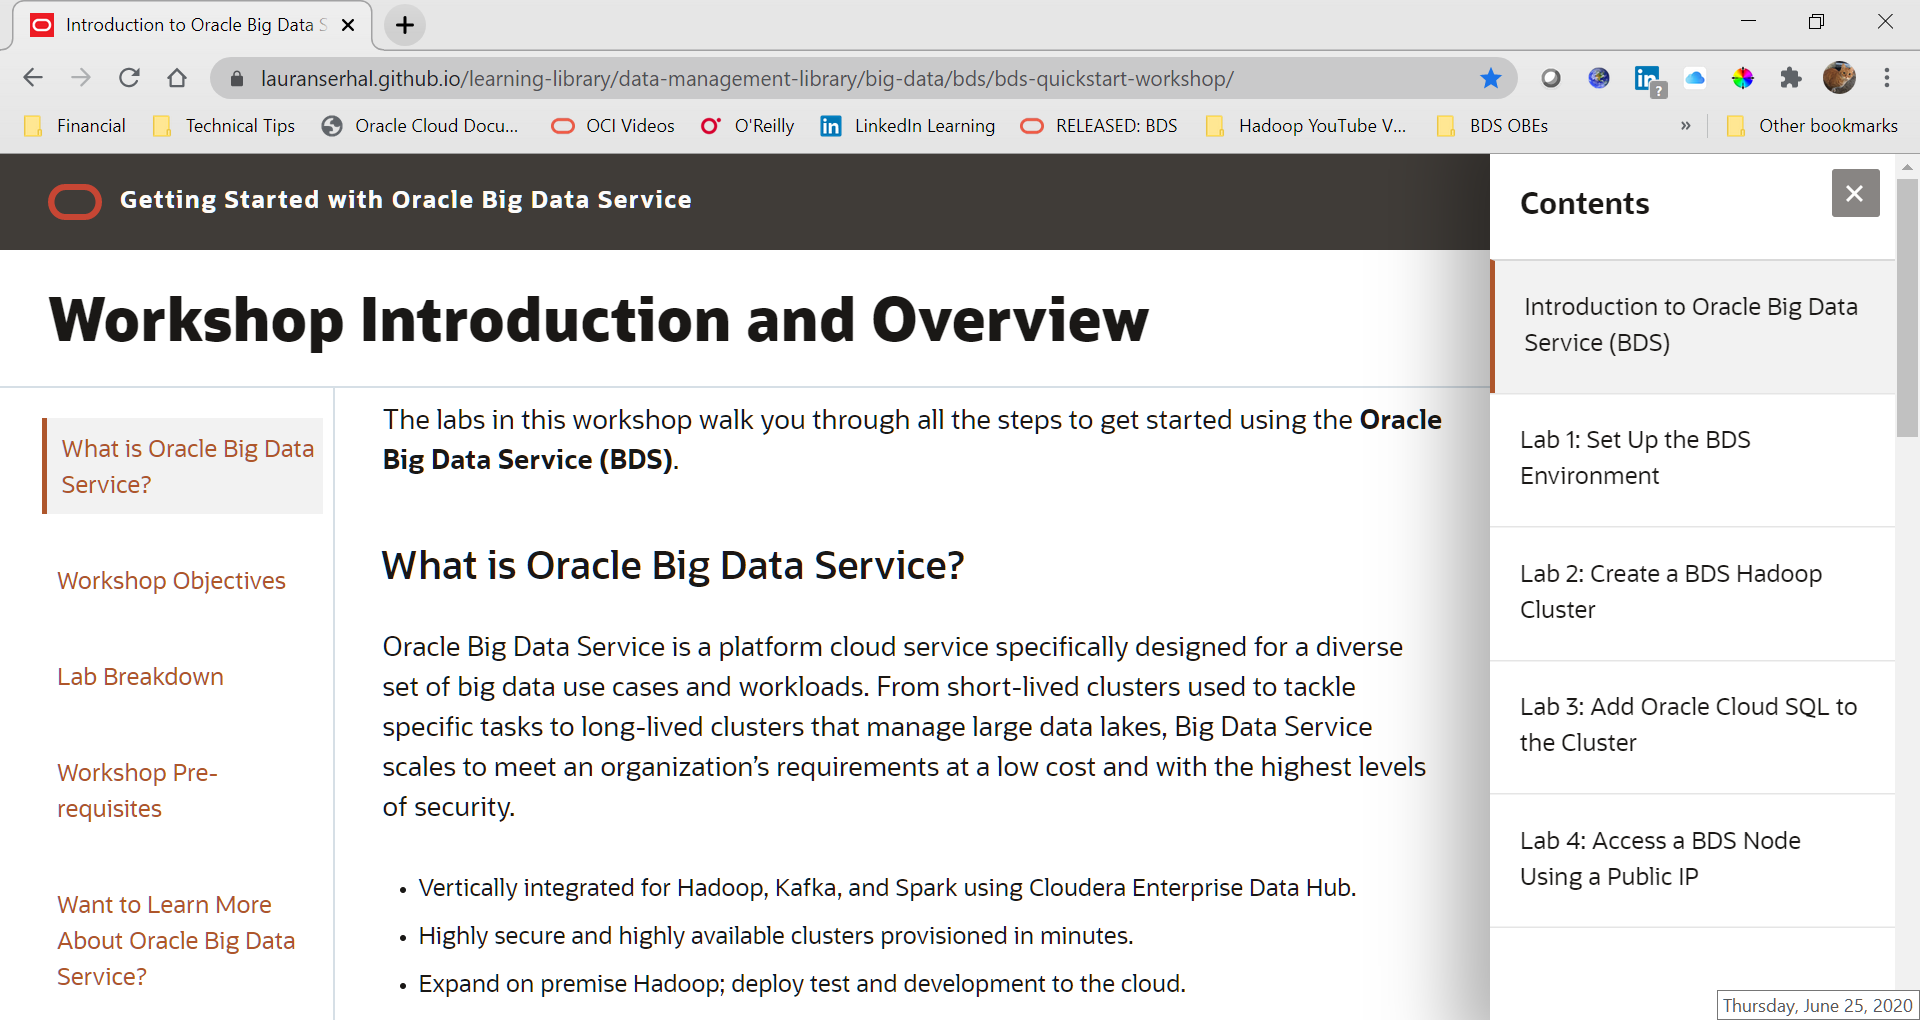 Introduction to Oracle Big Data S
lauranserhal.github.io/learning-library/data-management-library/big-data/bds/bds-quickstart-workshop/
Financial
Technical Tips
Oracle Cloud Docu...
OCI Videos
O'Reilly
LinkedIn Learning
RELEASED: BDS
Hadoop YouTube V...
BDS OBEs
»
Other bookmarks
Getting Started with Oracle Big Data Service
Workshop Introduction and Overview
What is Oracle Big Data
Service?
Workshop Objectives
Lab Breakdown
Workshop Pre-
requisites
Want to Learn More
About Oracle Big Data
Service?
The labs in this workshop walk you through all the steps to get started using the Oracle
Big Data Service (BDS).
What is Oracle Big Data Service?
Oracle Big Data Service is a platform cloud service specifically designed for a diverse
set of big data use cases and workloads. From short-lived clusters used to tackle
specific tasks to long-lived clusters that manage large data lakes, Big Data Service
scales to meet an organization’s requirements at a low cost and with the highest levels
of security.
• Vertically integrated for Hadoop, Kafka, and Spark using Cloudera Enterprise Data Hub.
• Highly secure and highly available clusters provisioned in minutes.
• Expand on premise Hadoop; deploy test and development to the cloud.
Contents
Introduction to Oracle Big Data
Service (BDS)
Lab 1: Set Up the BDS
Environment
Lab 2: Create a BDS Hadoop
Cluster
Lab 3: Add Oracle Cloud SQL to
the Cluster
Lab 4: Access a BDS Node
Using a Public IP
Thursday, June 25, 2020